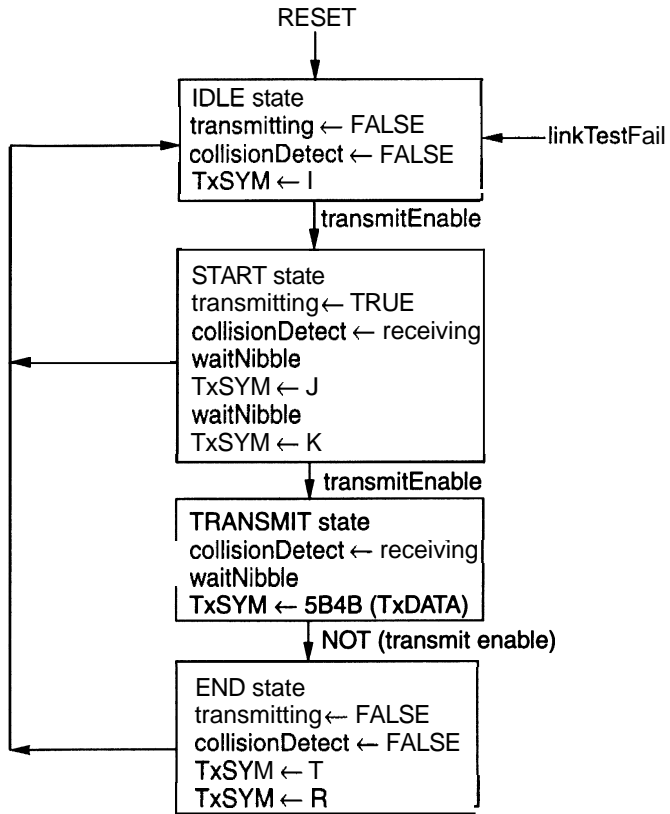 RESET
IDLE state
transmitting ← FALSE
collisionDetect ← FALSE
TxSYM ← I
linkTestFail
transmitEnable
START state
transmitting ← TRUE
collisionDetect ← receiving
waitNibble
TxSYM ← J
waitNibble
TxSYM ← K
transmitEnable
TRANSMIT state
collisionDetect ← receiving
waitNibble
TxSYM ← 5B4B (TxDATA)
NOT (transmit enable)
END state
transmitting ← FALSE
collisionDetect ← FALSE
TxSYM ← T
TxSYM ← R